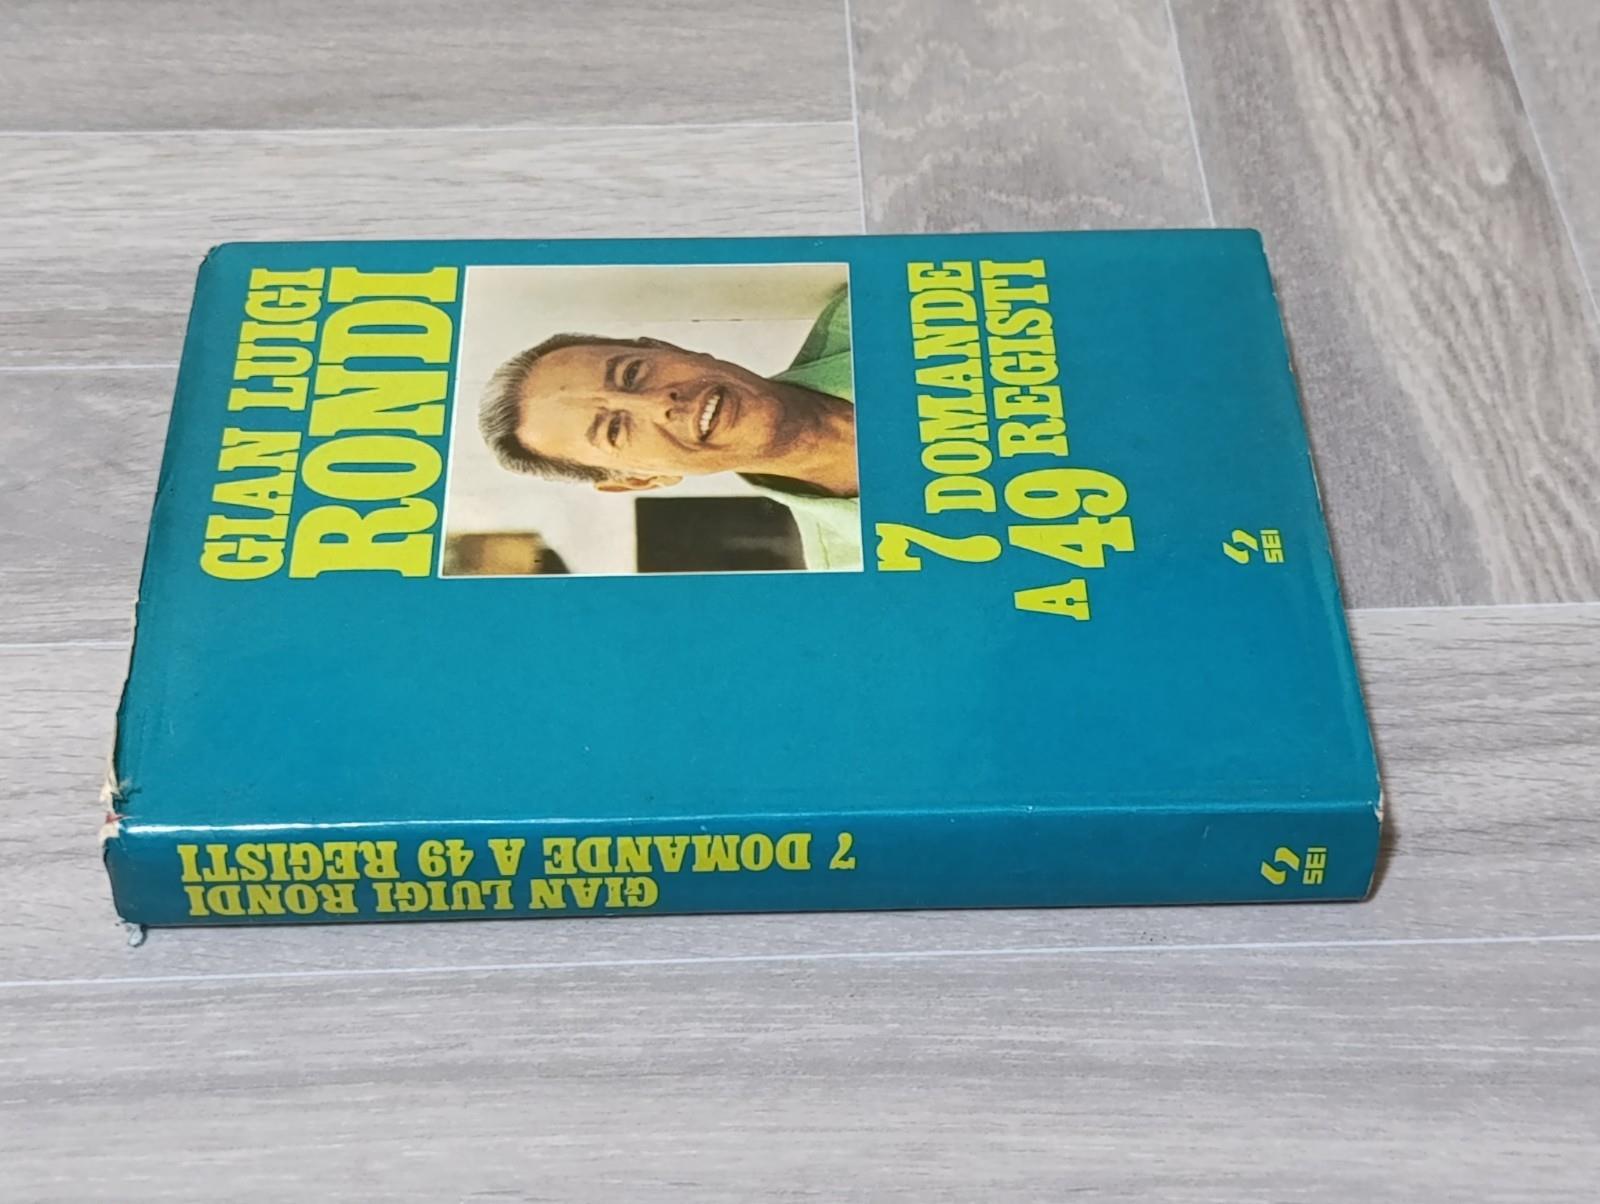 GIAN LUIGI
RONDI
7 DOMANDE
A 49 REGISTI
SEI
GIAN LUIGI RONDI
7 DOMANDE A 49 REGISTI
SEI